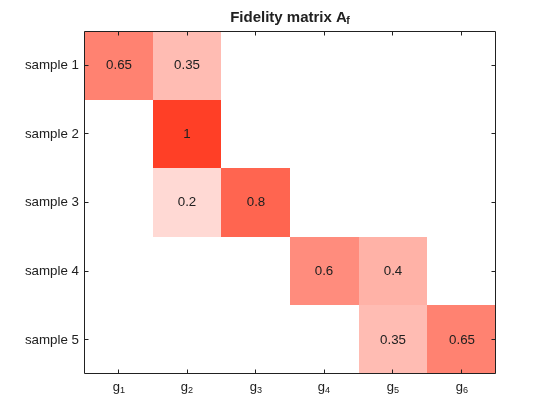 Fidelity matrix A_f
sample 1 0.65 0.35
sample 2 1
sample 3 0.2 0.8
sample 4 0.6 0.4
sample 5 0.35 0.65
g₁ g₂ g₃ g₄ g₅ g₆